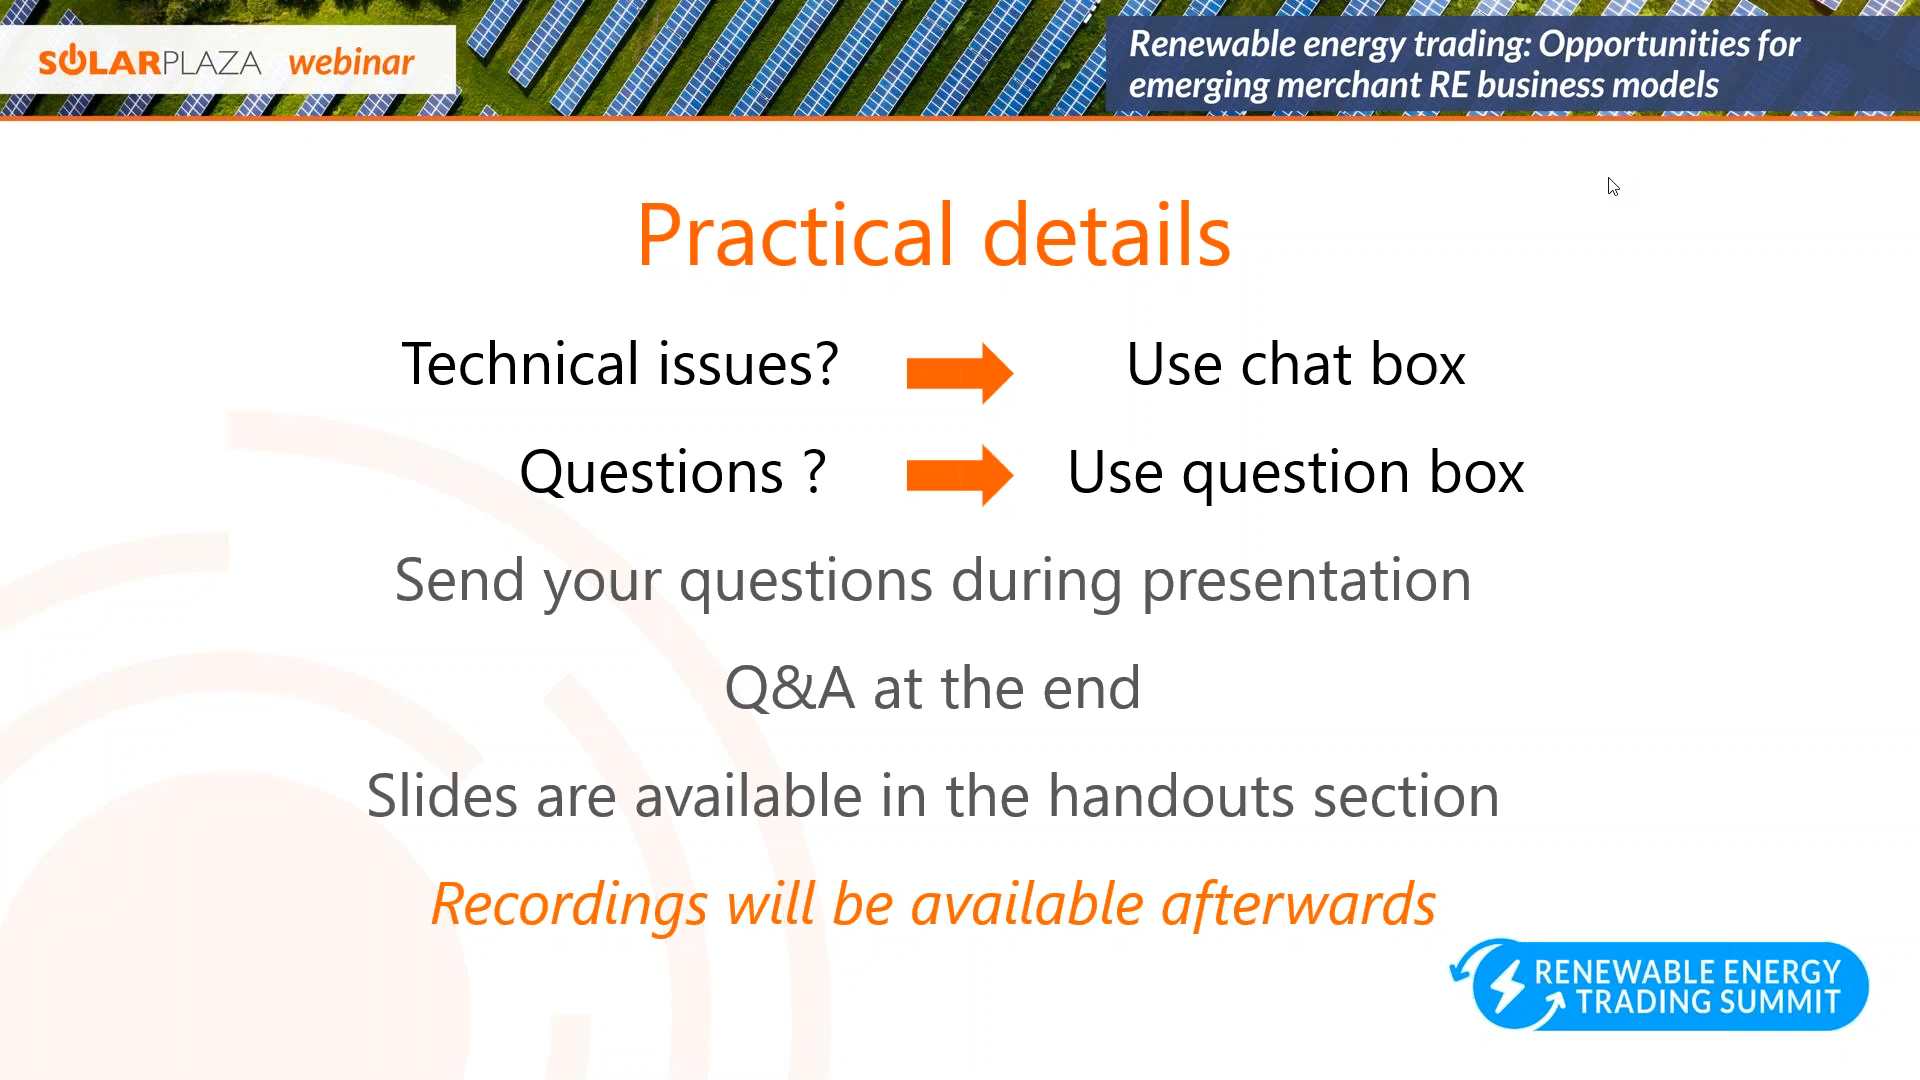 SOLARPLAZA webinar
Renewable energy trading: Opportunities for
emerging merchant RE business models
Practical details
Technical issues? Use chat box
Questions ? Use question box
Send your questions during presentation
Q&A at the end
Slides are available in the handouts section
Recordings will be available afterwards
RENEWABLE ENERGY
TRADING SUMMIT